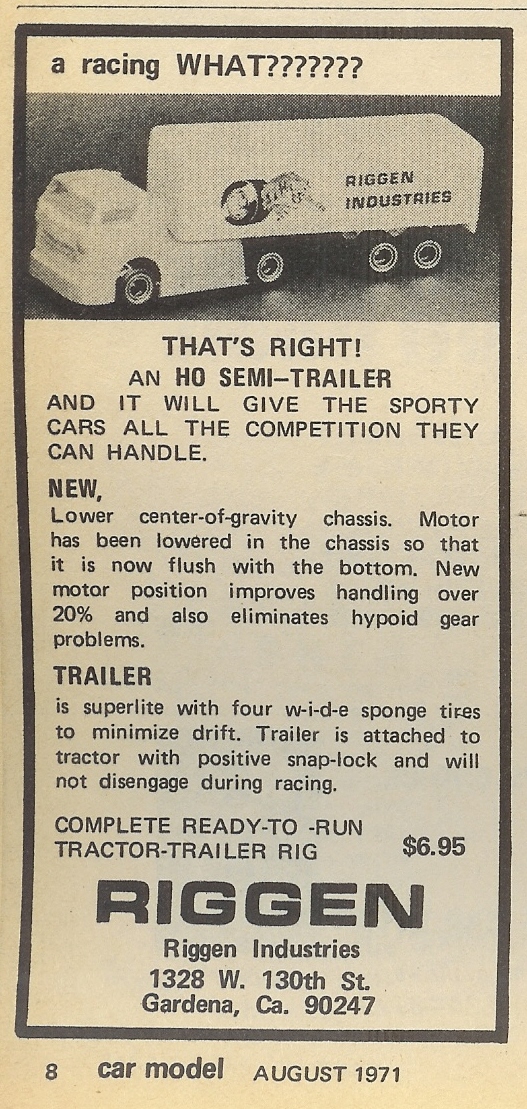 a racing WHAT???????
RIGGEN
INDUSTRIES
THAT'S RIGHT!
AN HO SEMI-TRAILER
AND IT WILL GIVE THE SPORTY
CARS ALL THE COMPETITION THEY
CAN HANDLE.
NEW,
Lower center-of-gravity chassis. Motor
has been lowered in the chassis so that
it is now flush with the bottom. New
motor position improves handling over
20% and also eliminates hypoid gear
problems.
TRAILER
is superlite with four w-i-d-e sponge tires
to minimize drift. Trailer is attached to
tractor with positive snap-lock and will
not disengage during racing.
COMPLETE READY-TO -RUN
TRACTOR-TRAILER RIG $6.95
RIGGEN
Riggen Industries
1328 W. 130th St.
Gardena, Ca. 90247
8 car model AUGUST 1971